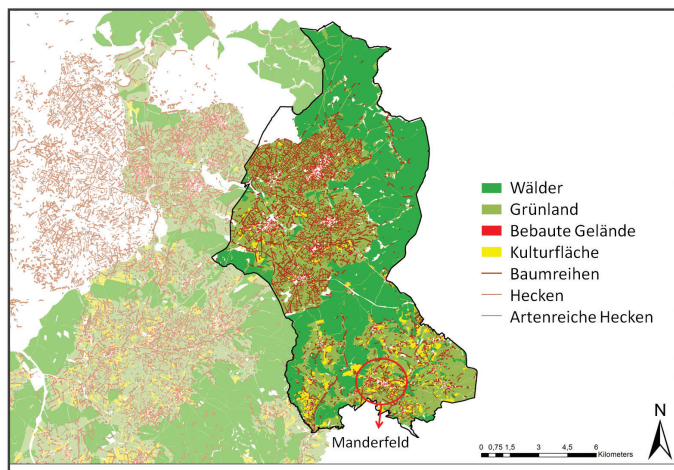 Wälder
Grünland
Bebaute Gelände
Kulturfläche
Baumreihen
Hecken
Artenreiche Hecken
Manderfeld
N
0 0,75 1,5 3 4,5 6
Kilometers